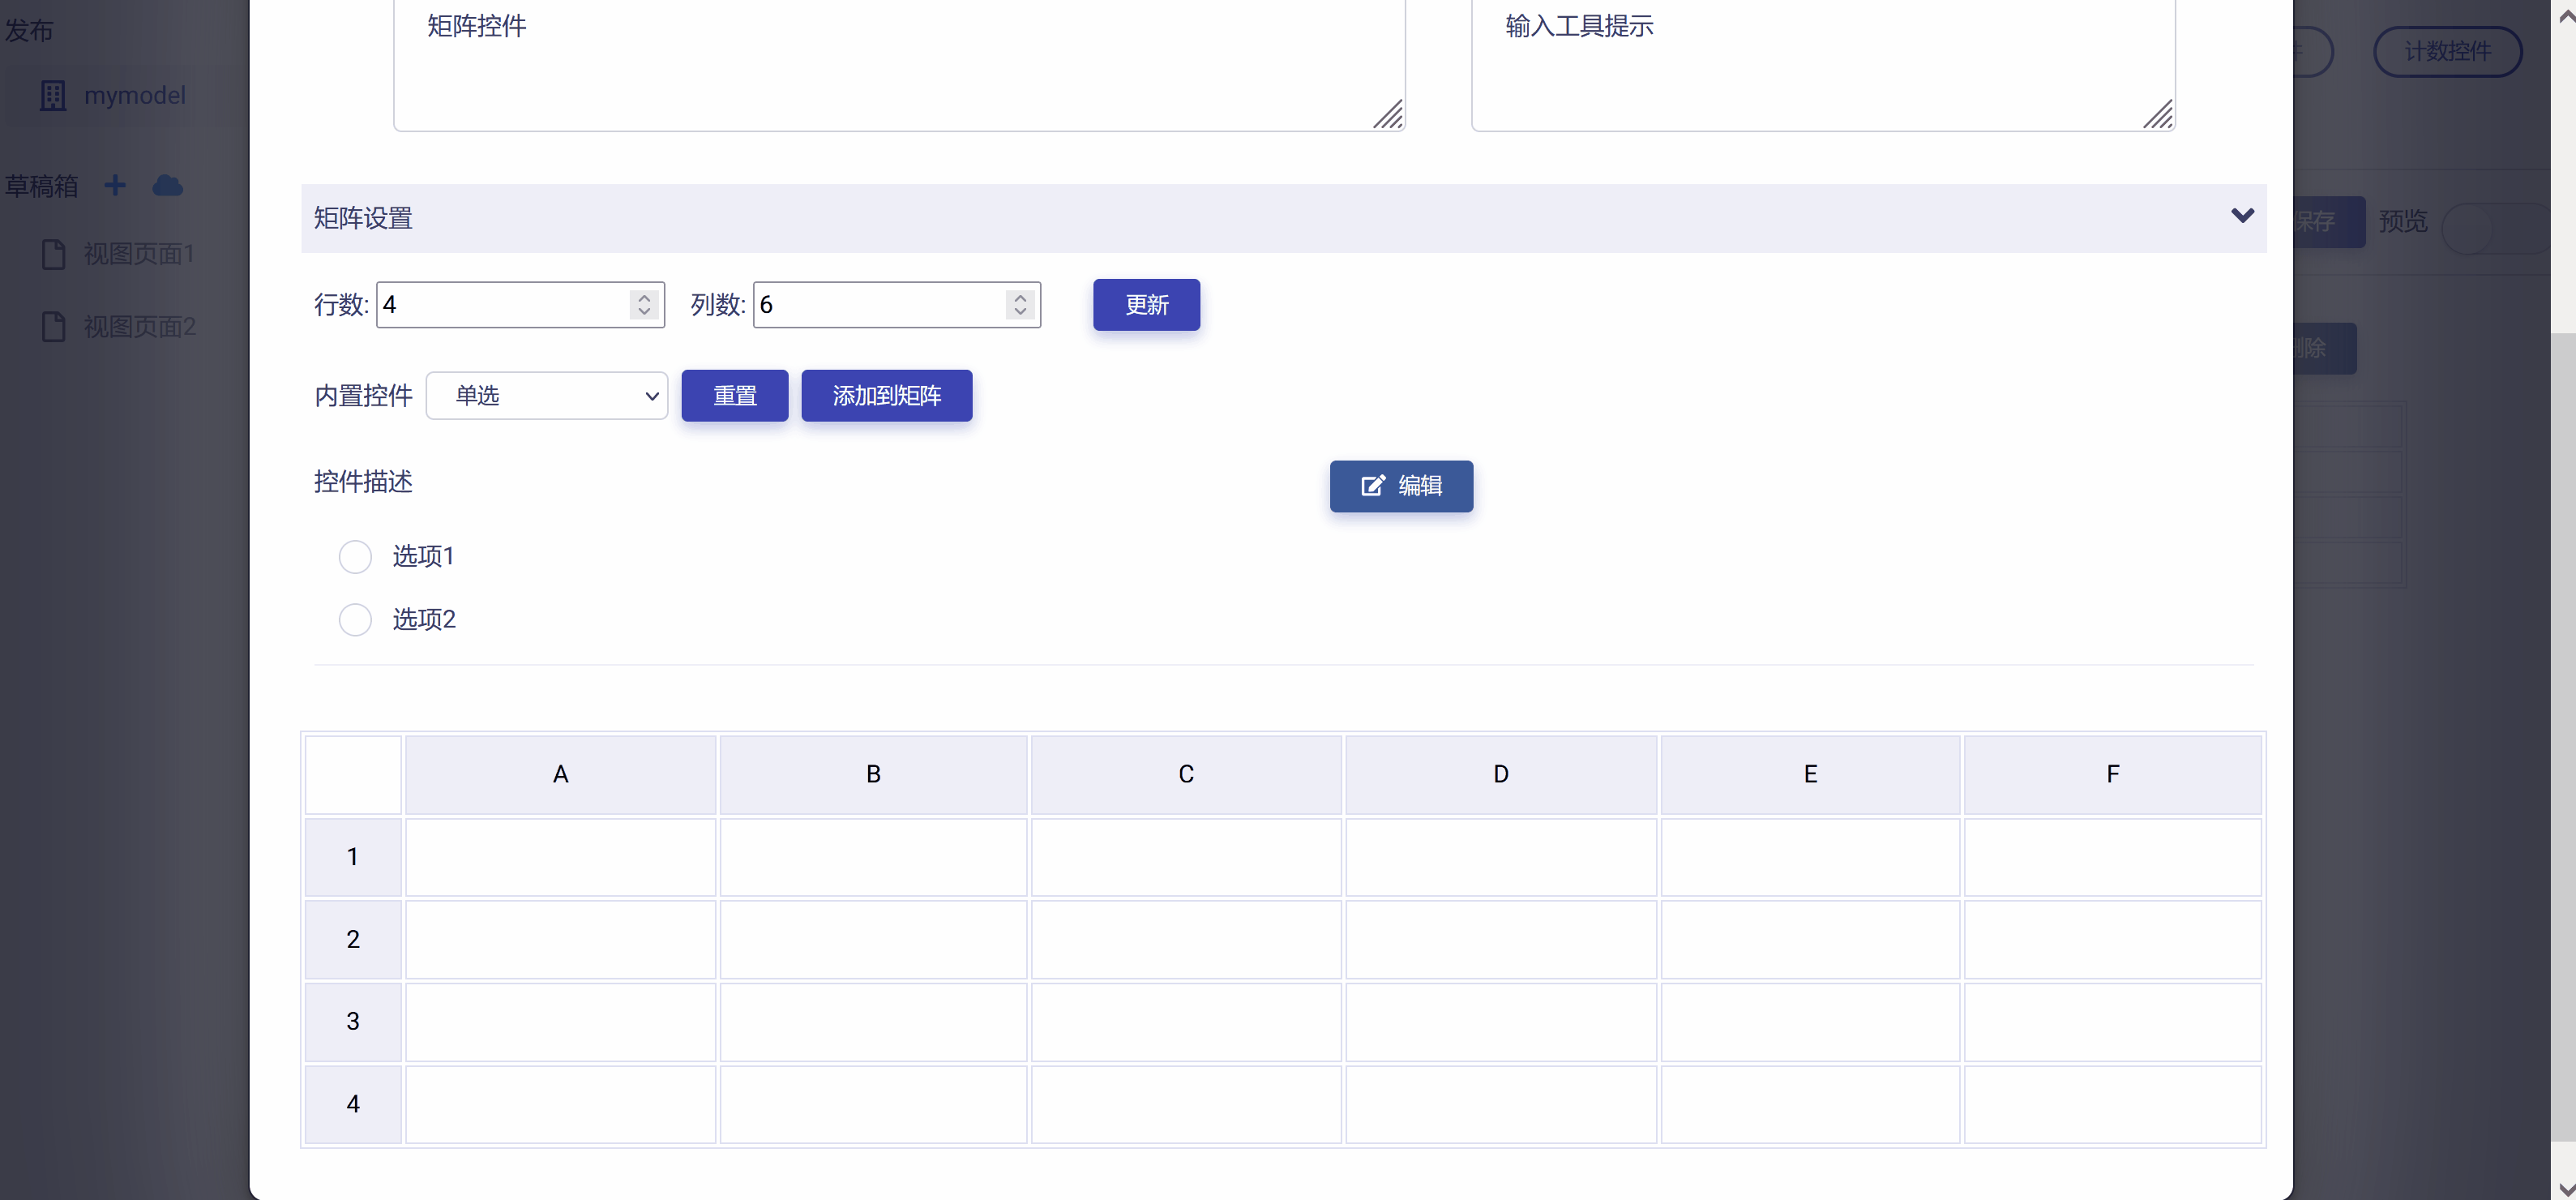 发布
mymodel
草稿箱
视图页面1
视图页面2
矩阵控件
输入工具提示
计数控件
保存 预览
删除
矩阵设置
行数: 4 列数: 6 更新
内置控件 单选 重置 添加到矩阵
控件描述 编辑
选项1
选项2
A B C D E F
1
2
3
4